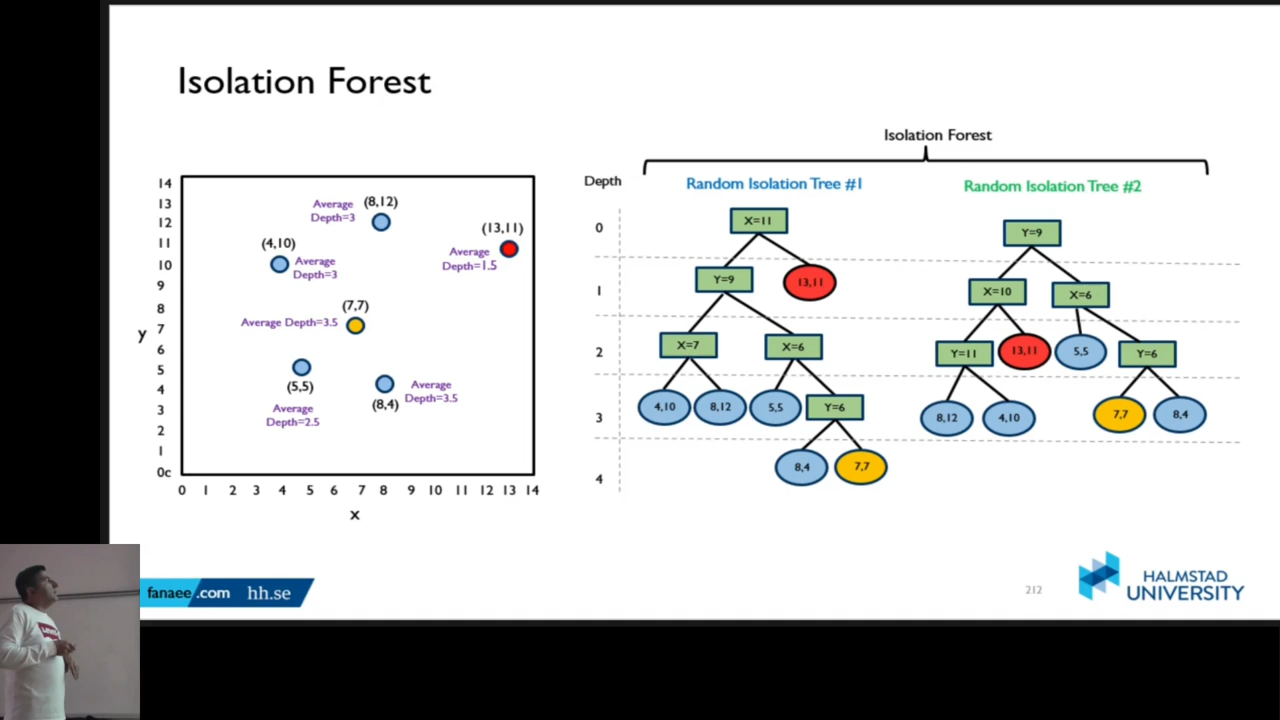 Isolation Forest
14
13
12
11
10
9
8
7
6
5
4
3
2
1
0c
y
0 1 2 3 4 5 6 7 8 9 10 11 12 13 14
x
Average
Depth=3
(8,12)
(13,11)
Average
Depth=1.5
(4,10)
Average
Depth=3
(7,7)
Average Depth=3.5
(5,5)
Average
Depth=2.5
(8,4)
Average
Depth=3.5
Isolation Forest
Depth
0
1
2
3
4
Random Isolation Tree #1
X=11
Y=9
13,11
X=7
X=6
4,10
8,12
5,5
Y=6
8,4
7,7
Random Isolation Tree #2
Y=9
X=10
X=6
Y=11
13,11
5,5
Y=6
8,12
4,10
7,7
8,4
fanaee.com hh.se
212
HALMSTAD
UNIVERSITY